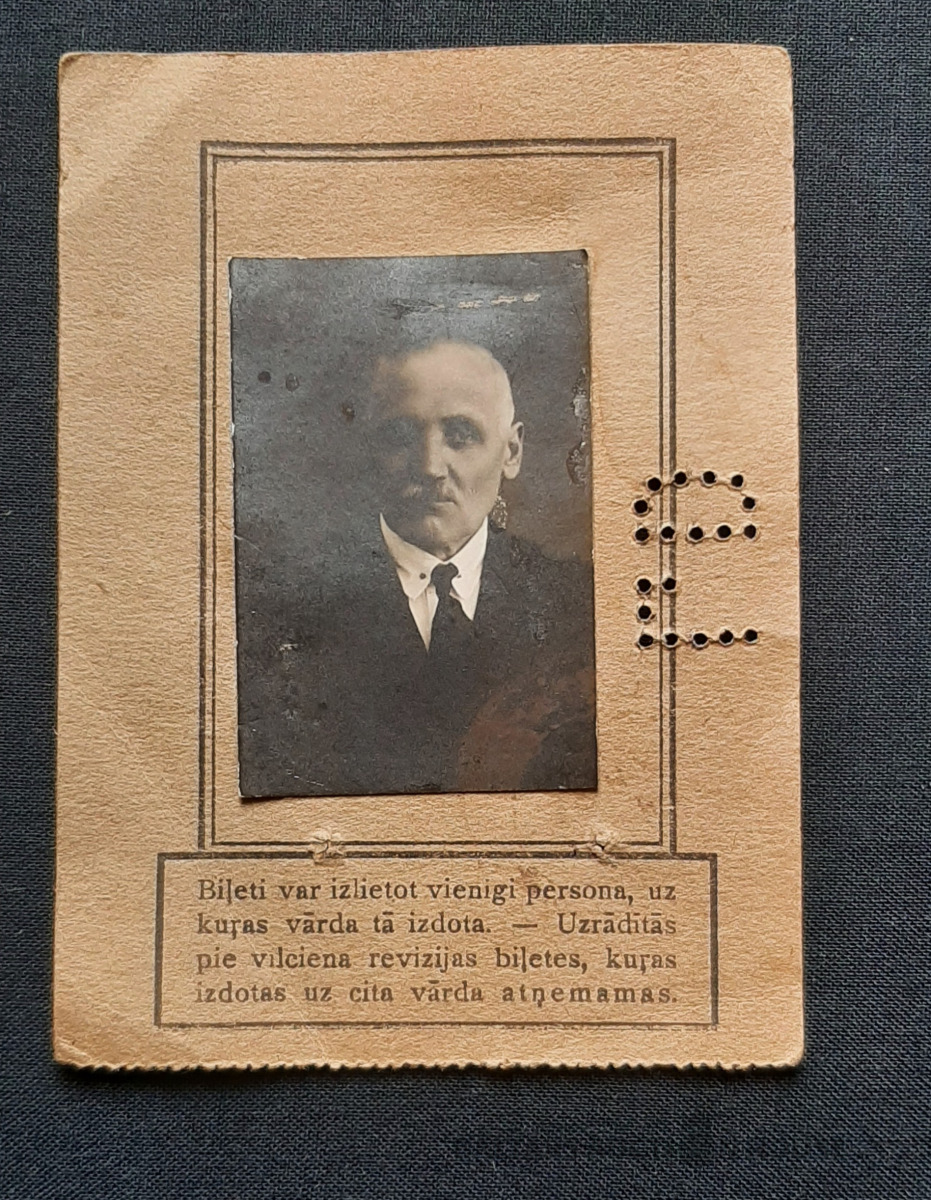 Biļeti var izlietot vienigi persona, uz
kuŗas vārda tā izdota. — Uzrādītās
pie vilciena revizijas biļetes, kuŗas
izdotas uz cita vārda atņemamas.